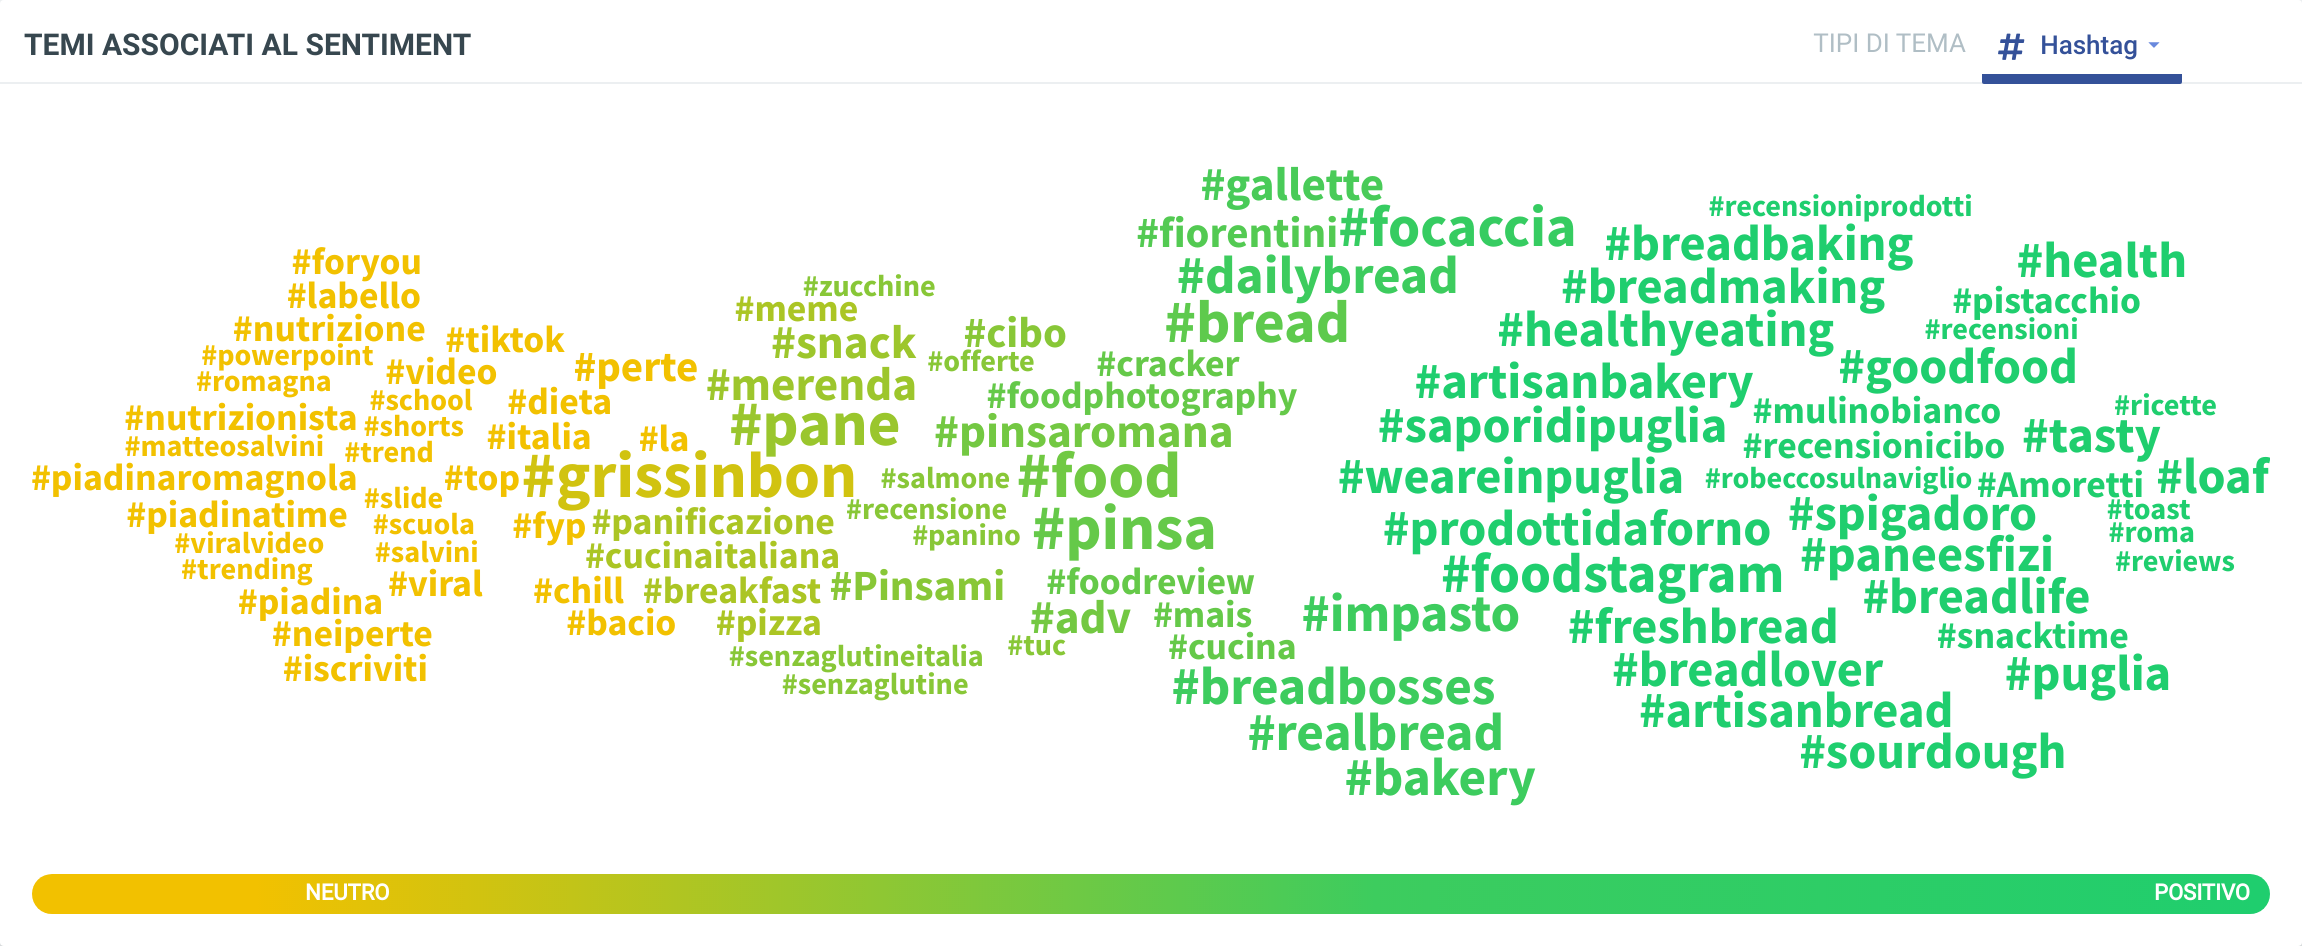 TEMI ASSOCIATI AL SENTIMENT
TIPI DI TEMA
# Hashtag
#foryou
#labello
#nutrizione
#tiktok
#powerpoint
#video
#romagna
#school
#dieta
#perte
#nutrizionista
#shorts
#italia
#la
#matteosalvini
#trend
#piadinaromagnola
#top
#grissinbon
#slide
#piadinatime
#scuola
#fyp
#viralvideo
#salvini
#trending
#viral
#chill
#piadina
#bacio
#neiperte
#iscriviti
#zucchine
#meme
#snack
#cibo
#offerte
#merenda
#pane
#panificazione
#cucinaitaliana
#breakfast
#pizza
#Pinsami
#senzaglutineitalia
#senzaglutine
#salmone
#recensione
#panino
#tuc
#gallette
#fiorentini
#focaccia
#dailybread
#bread
#cracker
#foodphotography
#pinsaromana
#food
#pinsa
#foodreview
#adv
#mais
#cucina
#impasto
#breadbosses
#realbread
#bakery
#recensioniprodotti
#breadbaking
#health
#breadmaking
#pistacchio
#healthyeating
#recensioni
#goodfood
#artisanbakery
#mulinobianco
#ricette
#saporidipuglia
#recensionicibo
#tasty
#weareinpuglia
#robeccosulnaviglio
#Amoretti
#loaf
#prodottidaforno
#spigadoro
#toast
#roma
#paneesfizi
#reviews
#foodstagram
#breadlife
#freshbread
#snacktime
#breadlover
#puglia
#artisanbread
#sourdough
NEUTRO
POSITIVO